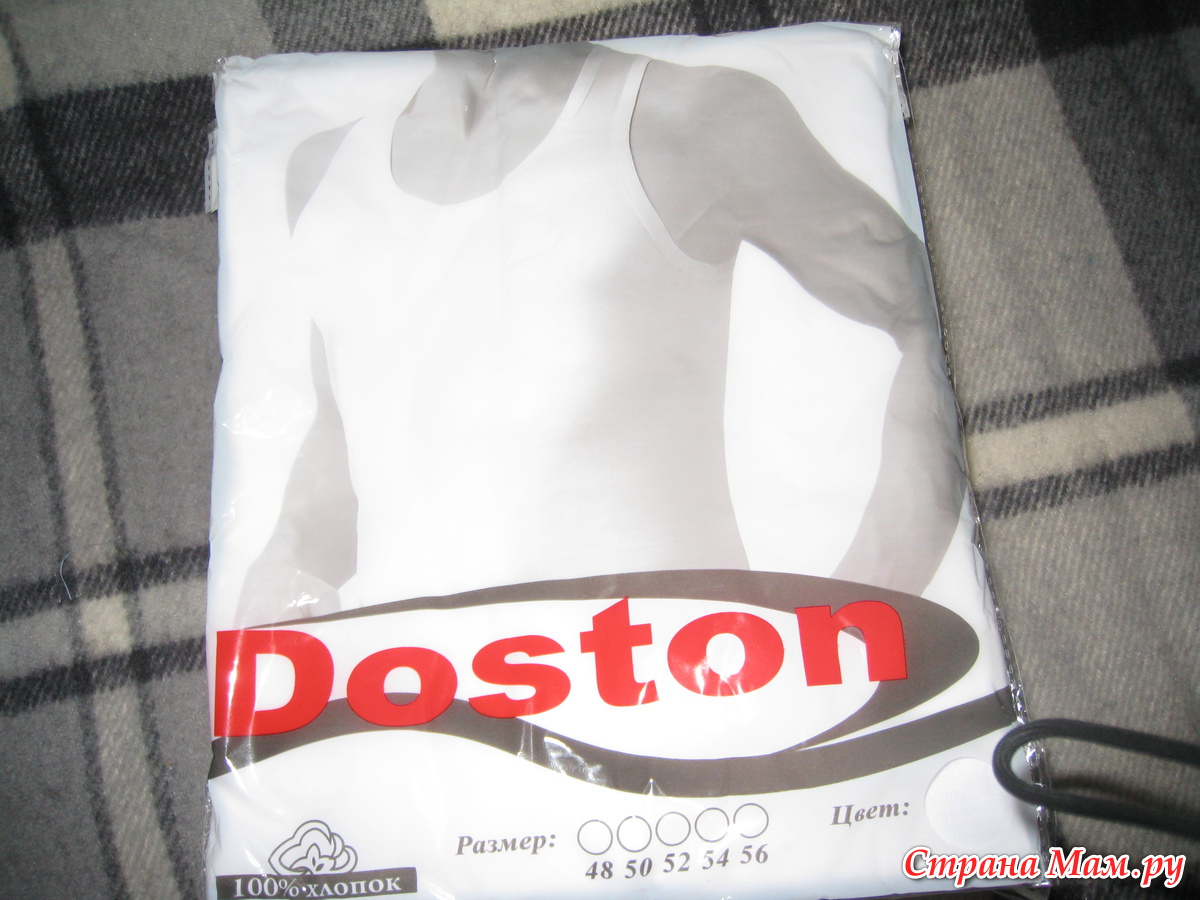 Doston
Размер:
48 50 52 54 56
Цвет:
100% хлопок
Страна Мам.ру